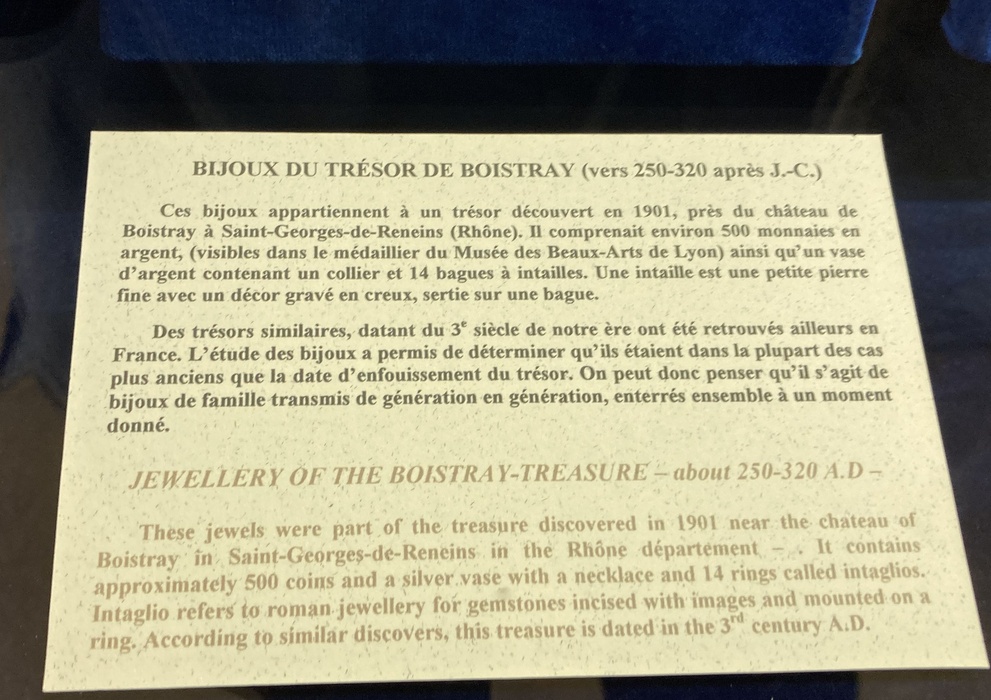 BIJOUX DU TRÉSOR DE BOISTRAY (vers 250-320 après J.-C.)
Ces bijoux appartiennent à un trésor découvert en 1901, près du château de
Boistray à Saint-Georges-de-Reneins (Rhône). Il comprenait environ 500 monnaies en
argent, (visibles dans le médaillier du Musée des Beaux-Arts de Lyon) ainsi qu'un vase
d'argent contenant un collier et 14 bagues à intailles. Une intaille est une petite pierre
fine avec un décor gravé en creux, sertie sur une bague.
Des trésors similaires, datant du 3e siècle de notre ère ont été retrouvés ailleurs en
France. L'étude des bijoux a permis de déterminer qu'ils étaient dans la plupart des cas
plus anciens que la date d'enfouissement du trésor. On peut donc penser qu'il s'agit de
bijoux de famille transmis de génération en génération, enterrés ensemble à un moment
donné.
JEWELLERY OF THE BOISTRAY-TREASURE – about 250-320 A.D –
These jewels were part of the treasure discovered in 1901 near the chateau of
Boistray in Saint-Georges-de-Reneins in the Rhône département – . It contains
approximately 500 coins and a silver vase with a necklace and 14 rings called intaglios.
Intaglio refers to roman jewellery for gemstones incised with images and mounted on a
ring. According to similar discovers, this treasure is dated in the 3rd century A.D.